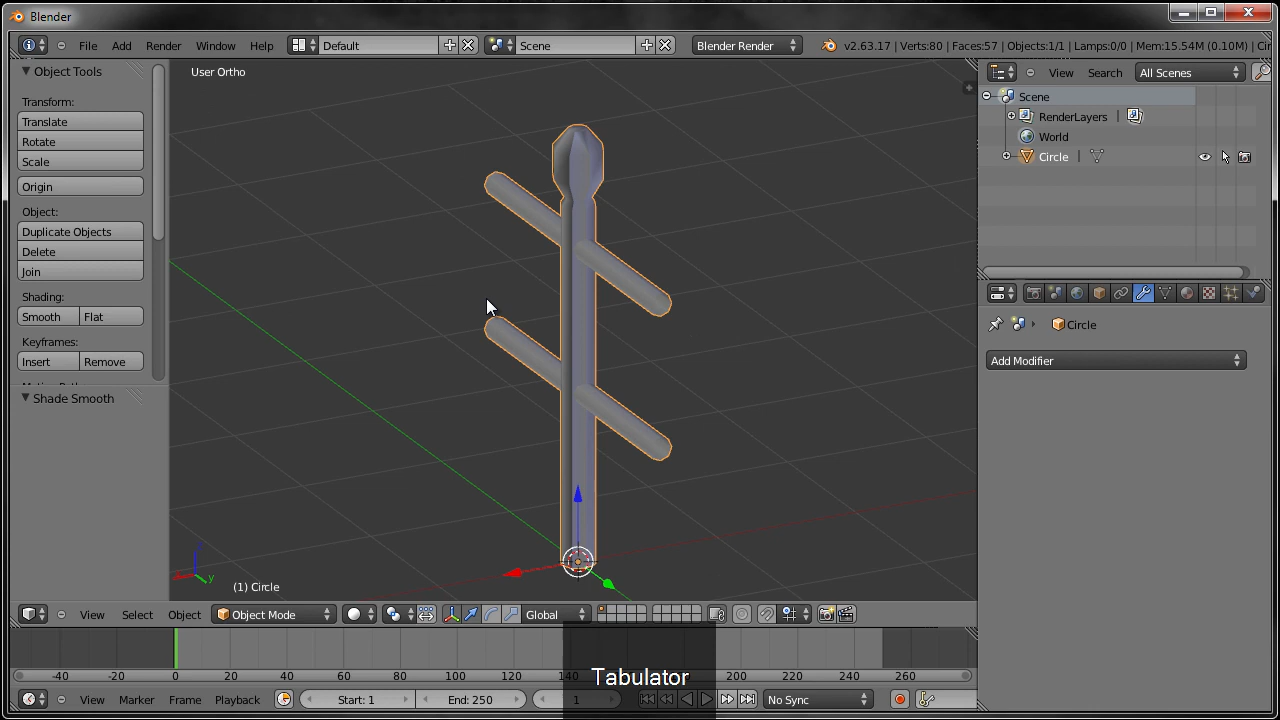 Blender
File Add Render Window Help Default Scene Blender Render v2.63.17 | Verts:80 | Faces:57 | Objects:1/1 | Lamps:0/0 | Mem:15.54M (0.10M) | Cir
Object Tools
Transform:
Translate
Rotate
Scale
Origin
Object:
Duplicate Objects
Delete
Join
Shading:
Smooth Flat
Keyframes:
Insert Remove
Shade Smooth
User Ortho
y
(1) Circle
View Search All Scenes
Scene
RenderLayers |
World
Circle |
Circle
Add Modifier
View Select Object Object Mode Global
-40 -20 0 20 40 60 80 100 120 140 200 220 240 260
Tabulator
View Marker Frame Playback Start: 1 End: 250 1 No Sync